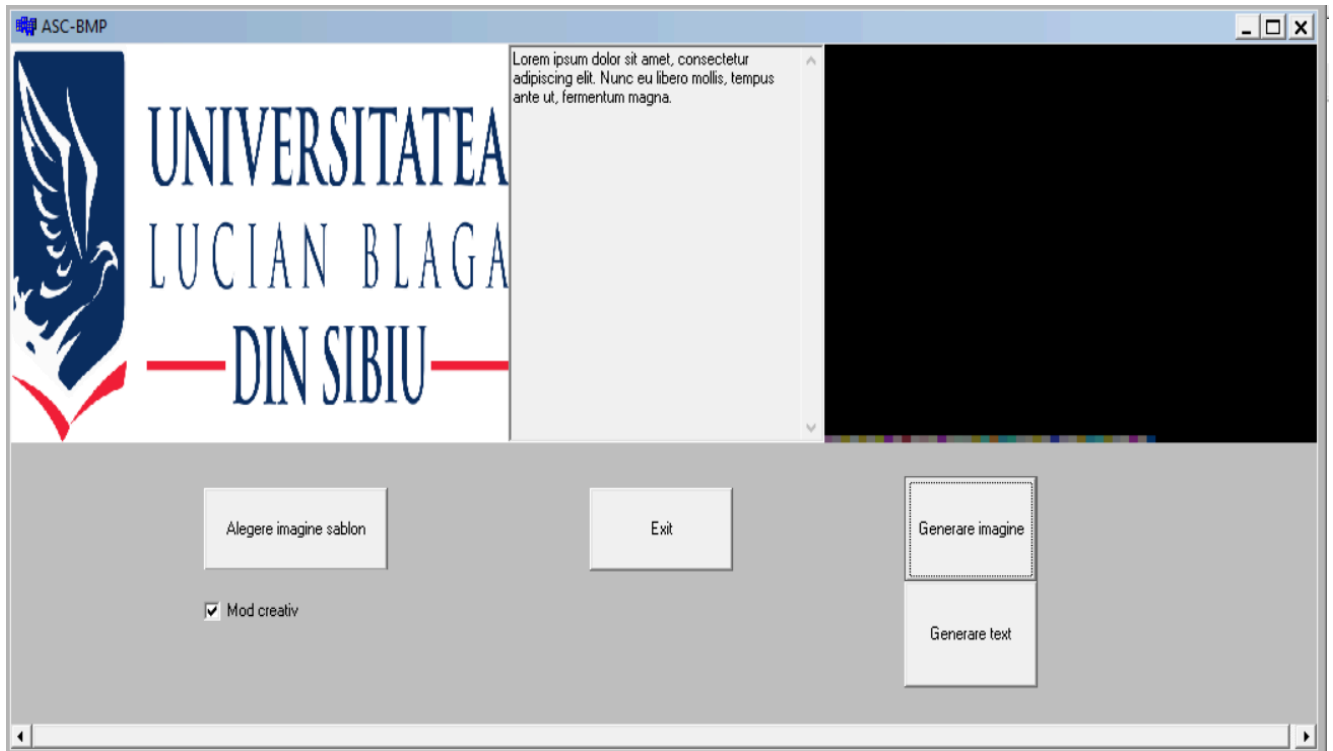 ASC-BMP
UNIVERSITATEA
LUCIAN BLAGA
DIN SIBIU
Lorem ipsum dolor sit amet, consectetur
adipiscing elit. Nunc eu libero mollis, tempus
ante ut, fermentum magna.
Alegere imagine sablon
Exit
Generare imagine
Mod creativ
Generare text